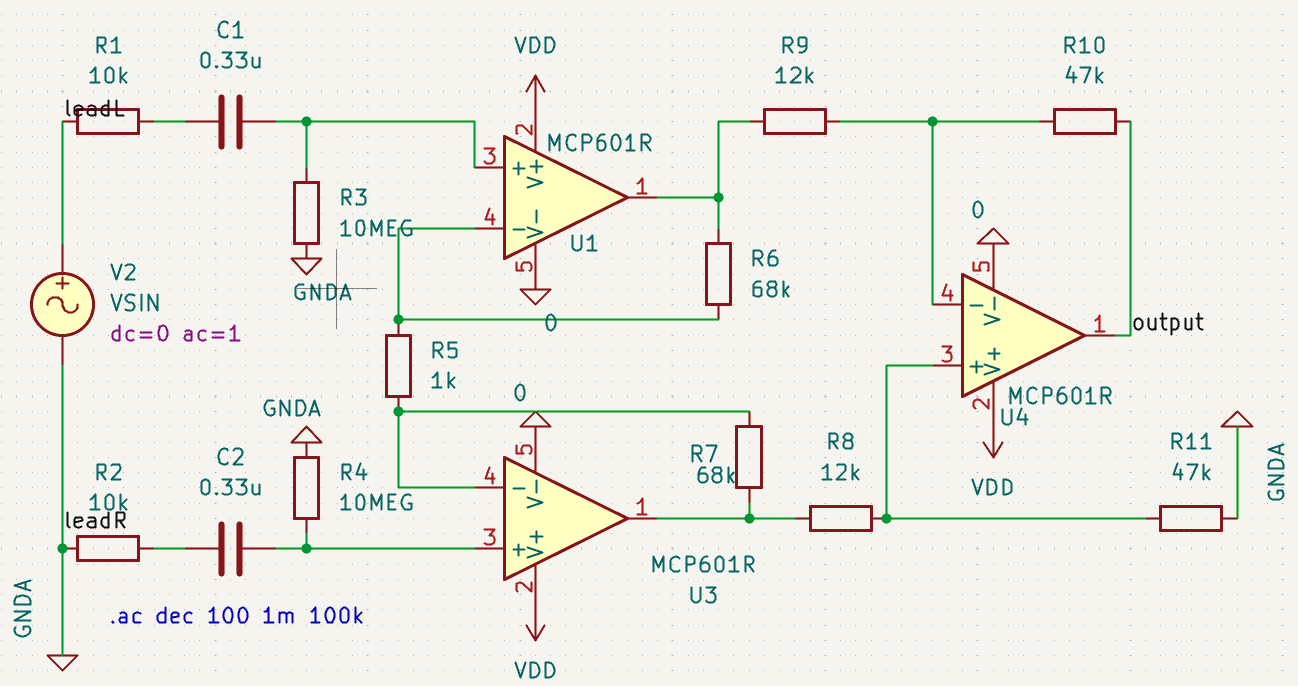 R1
10k
leadL
C1
0.33u
VDD
R9
12k
R10
47k
2
MCP601R
3
+
V+
1
4
-
V-
U1
5
0
R3
10MEG
GNDA
V2
VSIN
dc=0 ac=1
R6
68k
0
5
4
-
V-
1
output
3
+
V+
2
MCP601R
U4
VDD
R5
1k
GNDA
0
5
R7
68k
R8
12k
R11
47k
GNDA
R2
10k
leadR
C2
0.33u
R4
10MEG
4
-
V-
1
3
+
V+
2
MCP601R
U3
GNDA
.ac dec 100 1m 100k
VDD